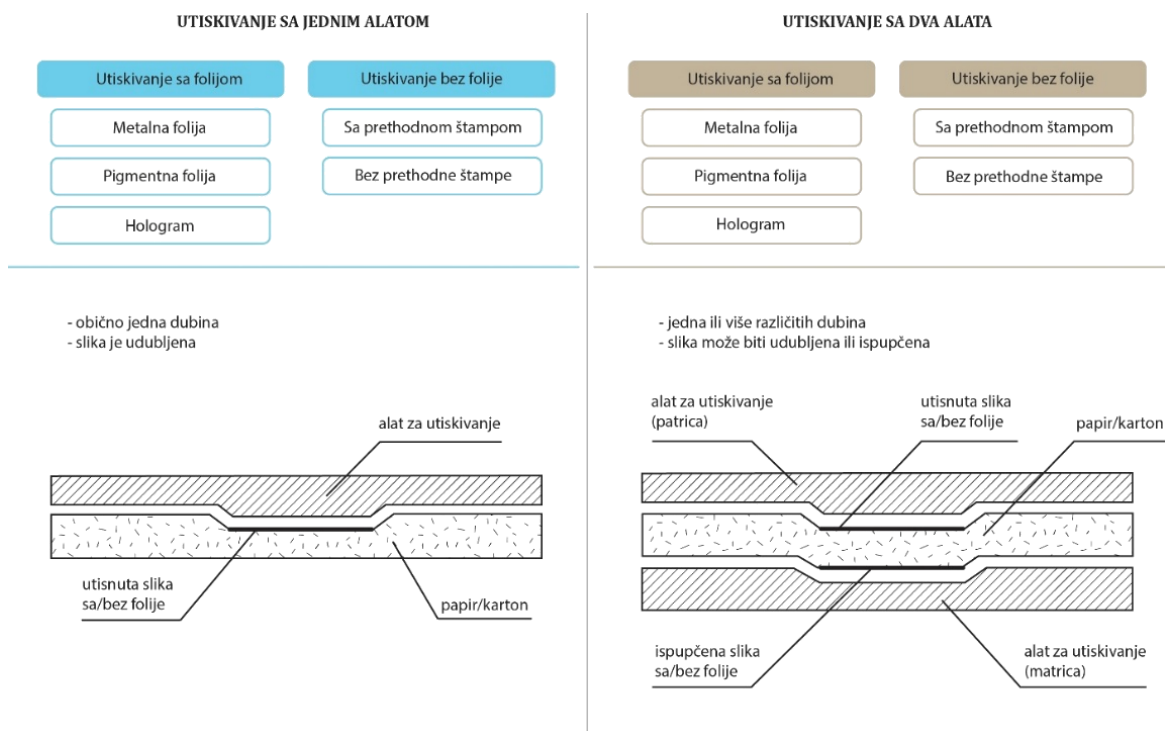 UTISKIVANJE SA JEDNIM ALATOM
Utiskivanje sa folijom
Utiskivanje bez folije
Metalna folija
Sa prethodnom štampom
Pigmentna folija
Bez prethodne štampe
Hologram
- obično jedna dubina
- slika je udubljena
alat za utiskivanje
utisnuta slika
sa/bez folije
papir/karton
UTISKIVANJE SA DVA ALATA
Utiskivanje sa folijom
Utiskivanje bez folije
Metalna folija
Sa prethodnom štampom
Pigmentna folija
Bez prethodne štampe
Hologram
- jedna ili više različitih dubina
- slika može biti udubljena ili ispupčena
alat za utiskivanje
(patrica)
utisnuta slika
sa/bez folije
papir/karton
ispupčena slika
sa/bez folije
alat za utiskivanje
(matrica)